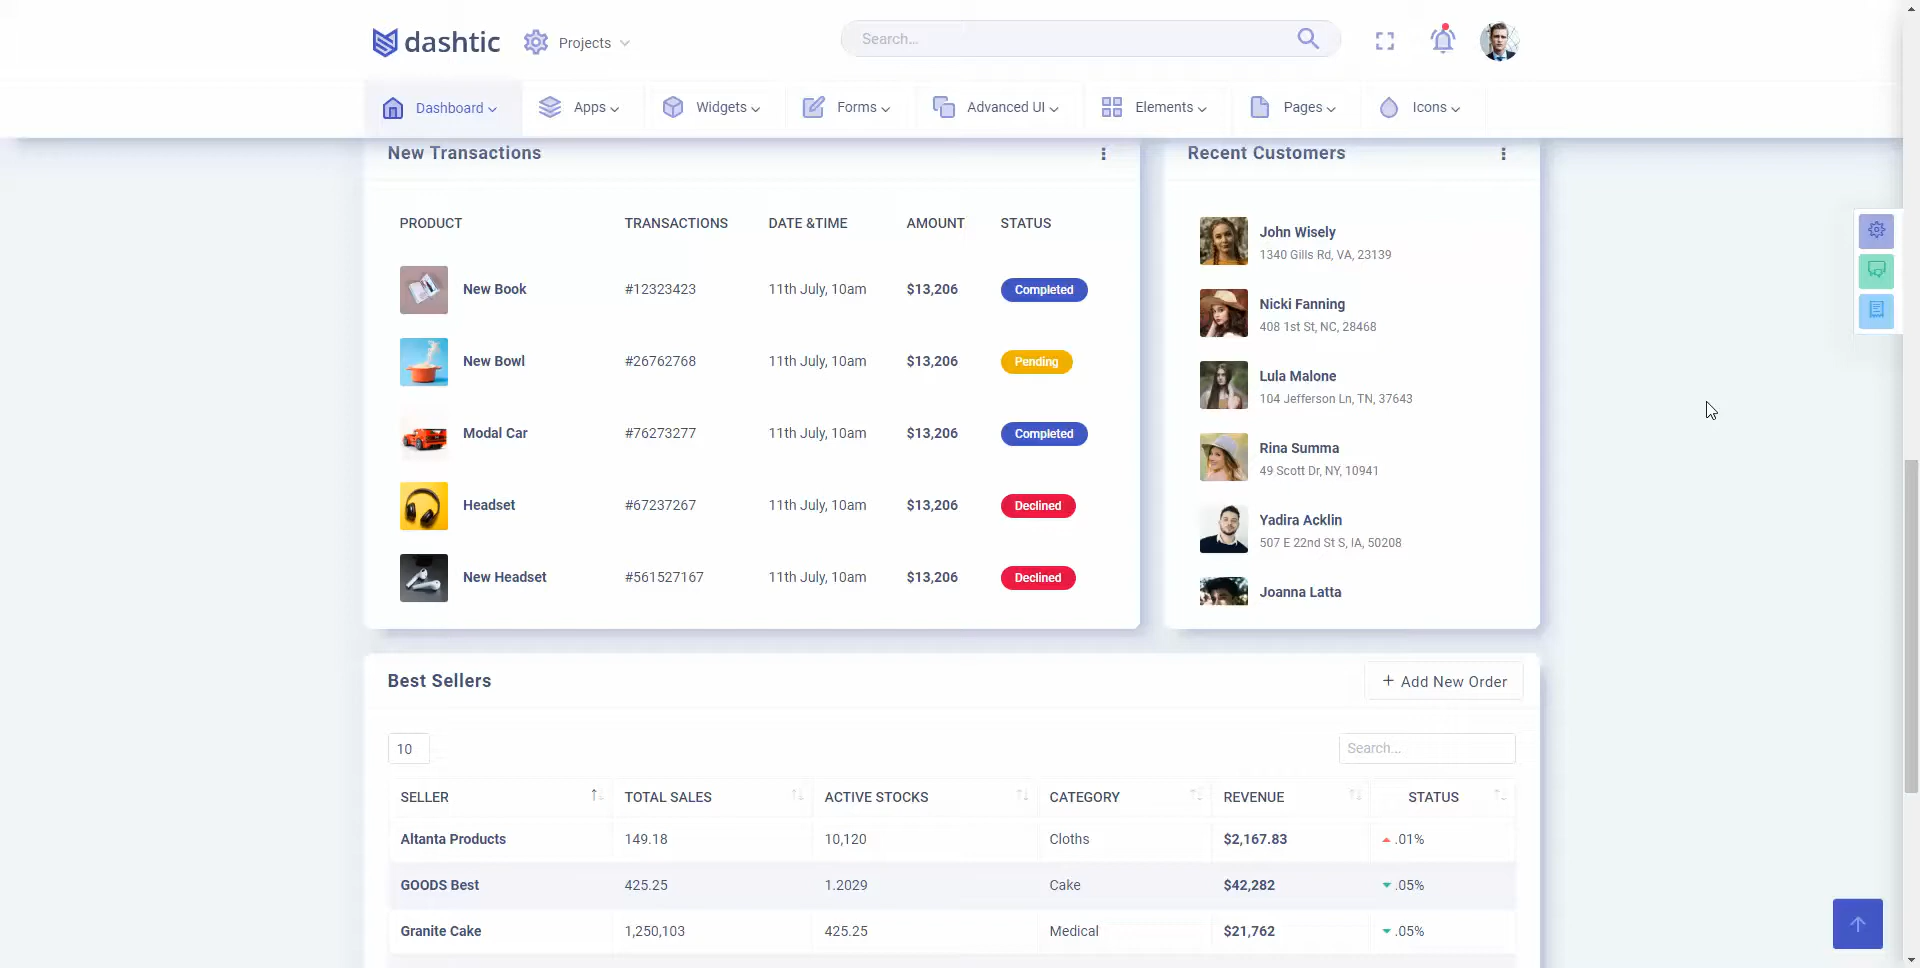 dashtic
Projects
Search...
Dashboard
Apps
Widgets
Forms
Advanced UI
Elements
Pages
Icons
New Transactions
PRODUCT TRANSACTIONS DATE &TIME AMOUNT STATUS
New Book #12323423 11th July, 10am $13,206 Completed
New Bowl #26762768 11th July, 10am $13,206 Pending
Modal Car #76273277 11th July, 10am $13,206 Completed
Headset #67237267 11th July, 10am $13,206 Declined
New Headset #561527167 11th July, 10am $13,206 Declined
Recent Customers
John Wisely
1340 Gills Rd, VA, 23139
Nicki Fanning
408 1st St, NC, 28468
Lula Malone
104 Jefferson Ln, TN, 37643
Rina Summa
49 Scott Dr, NY, 10941
Yadira Acklin
507 E 22nd St S, IA, 50208
Joanna Latta
Best Sellers
+ Add New Order
10
Search...
SELLER TOTAL SALES ACTIVE STOCKS CATEGORY REVENUE STATUS
Altanta Products 149.18 10,120 Cloths $2,167.83 .01%
GOODS Best 425.25 1.2029 Cake $42,282 .05%
Granite Cake 1,250,103 425.25 Medical $21,762 .05%